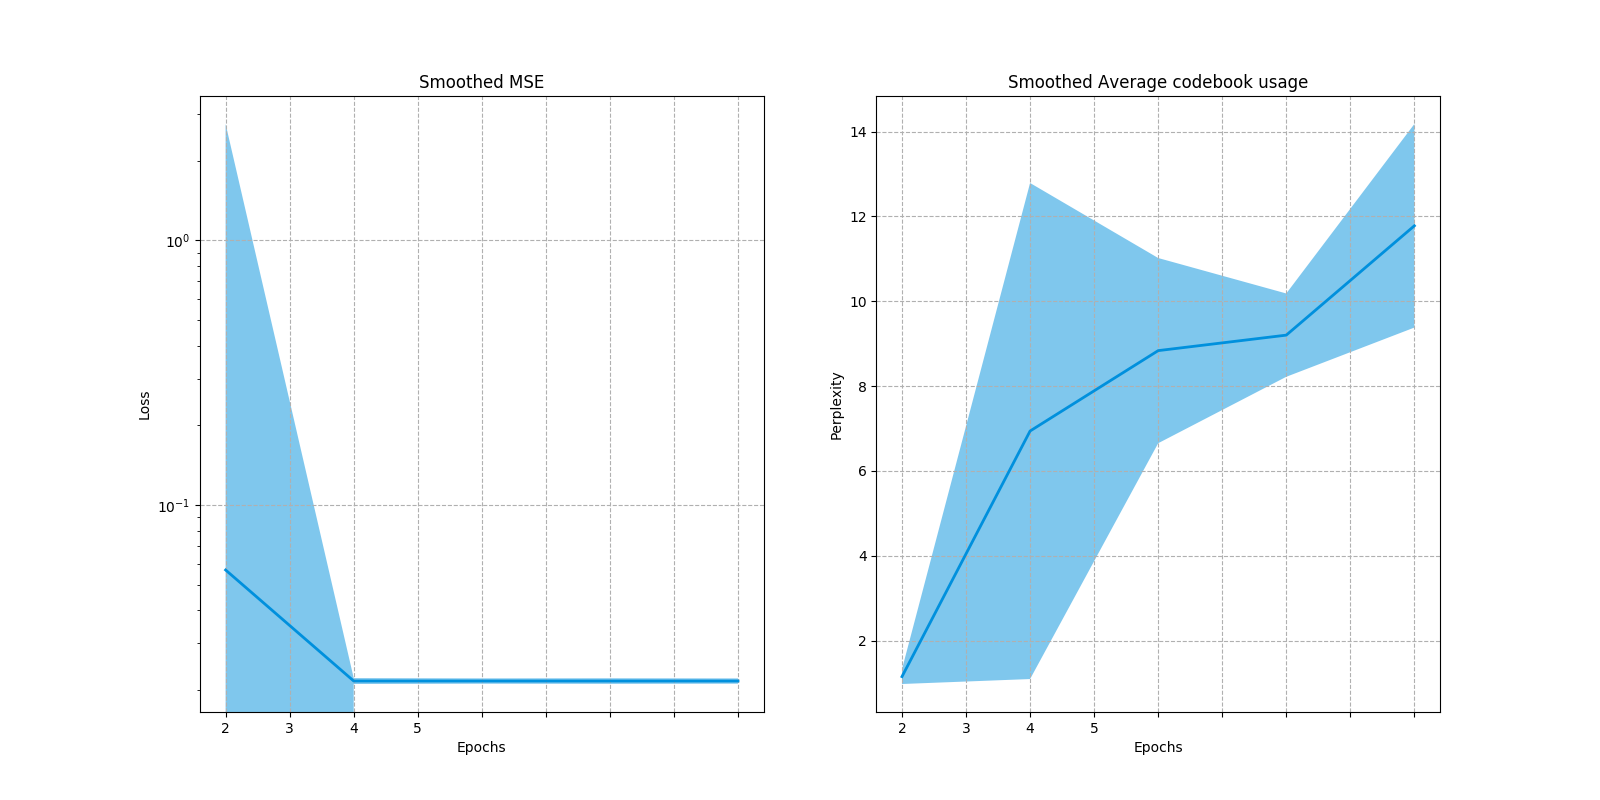 Smoothed MSE
Loss
10⁰
10⁻¹
2 3 4 5
Epochs
Smoothed Average codebook usage
Perplexity
14
12
10
8
6
4
2
2 3 4 5
Epochs